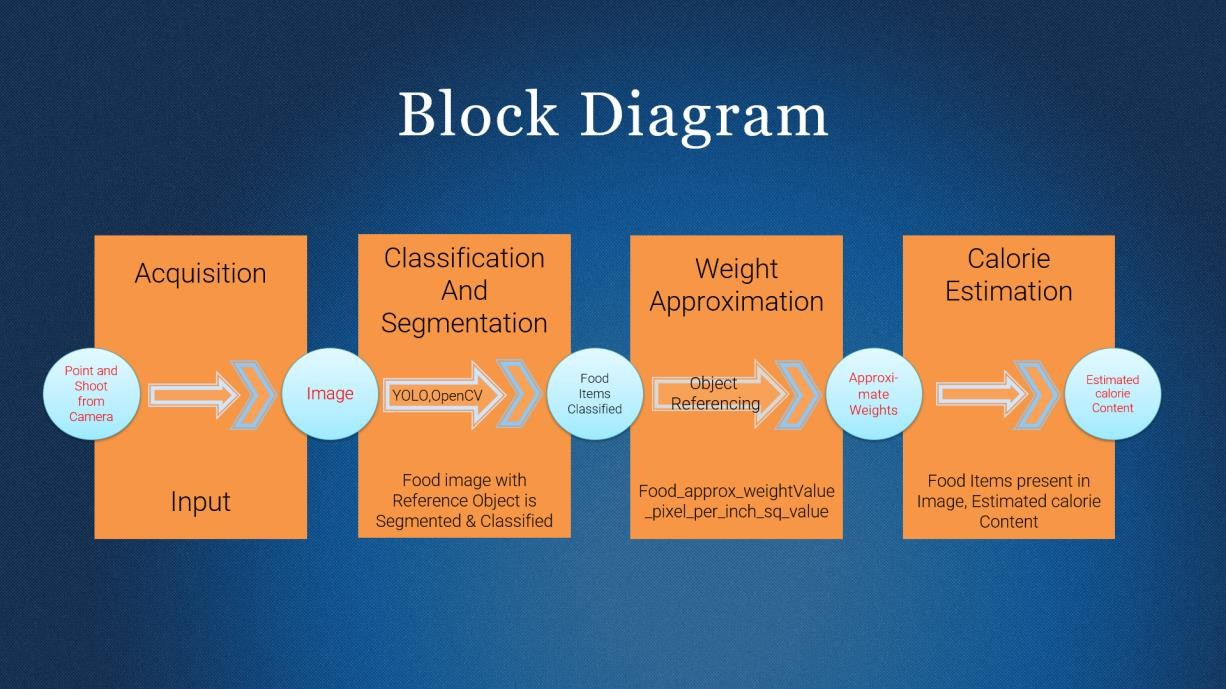 Block Diagram
Acquisition
Point and
Shoot
from
Camera
Input
Image
Classification
And
Segmentation
YOLO,OpenCV
Food image with
Reference Object is
Segmented & Classified
Food
Items
Classified
Weight
Approximation
Object
Referencing
Food_approx_weightValue
_pixel_per_inch_sq_value
Approxi-
mate
Weights
Calorie
Estimation
Food Items present in
Image, Estimated calorie
Content
Estimated
calorie
Content